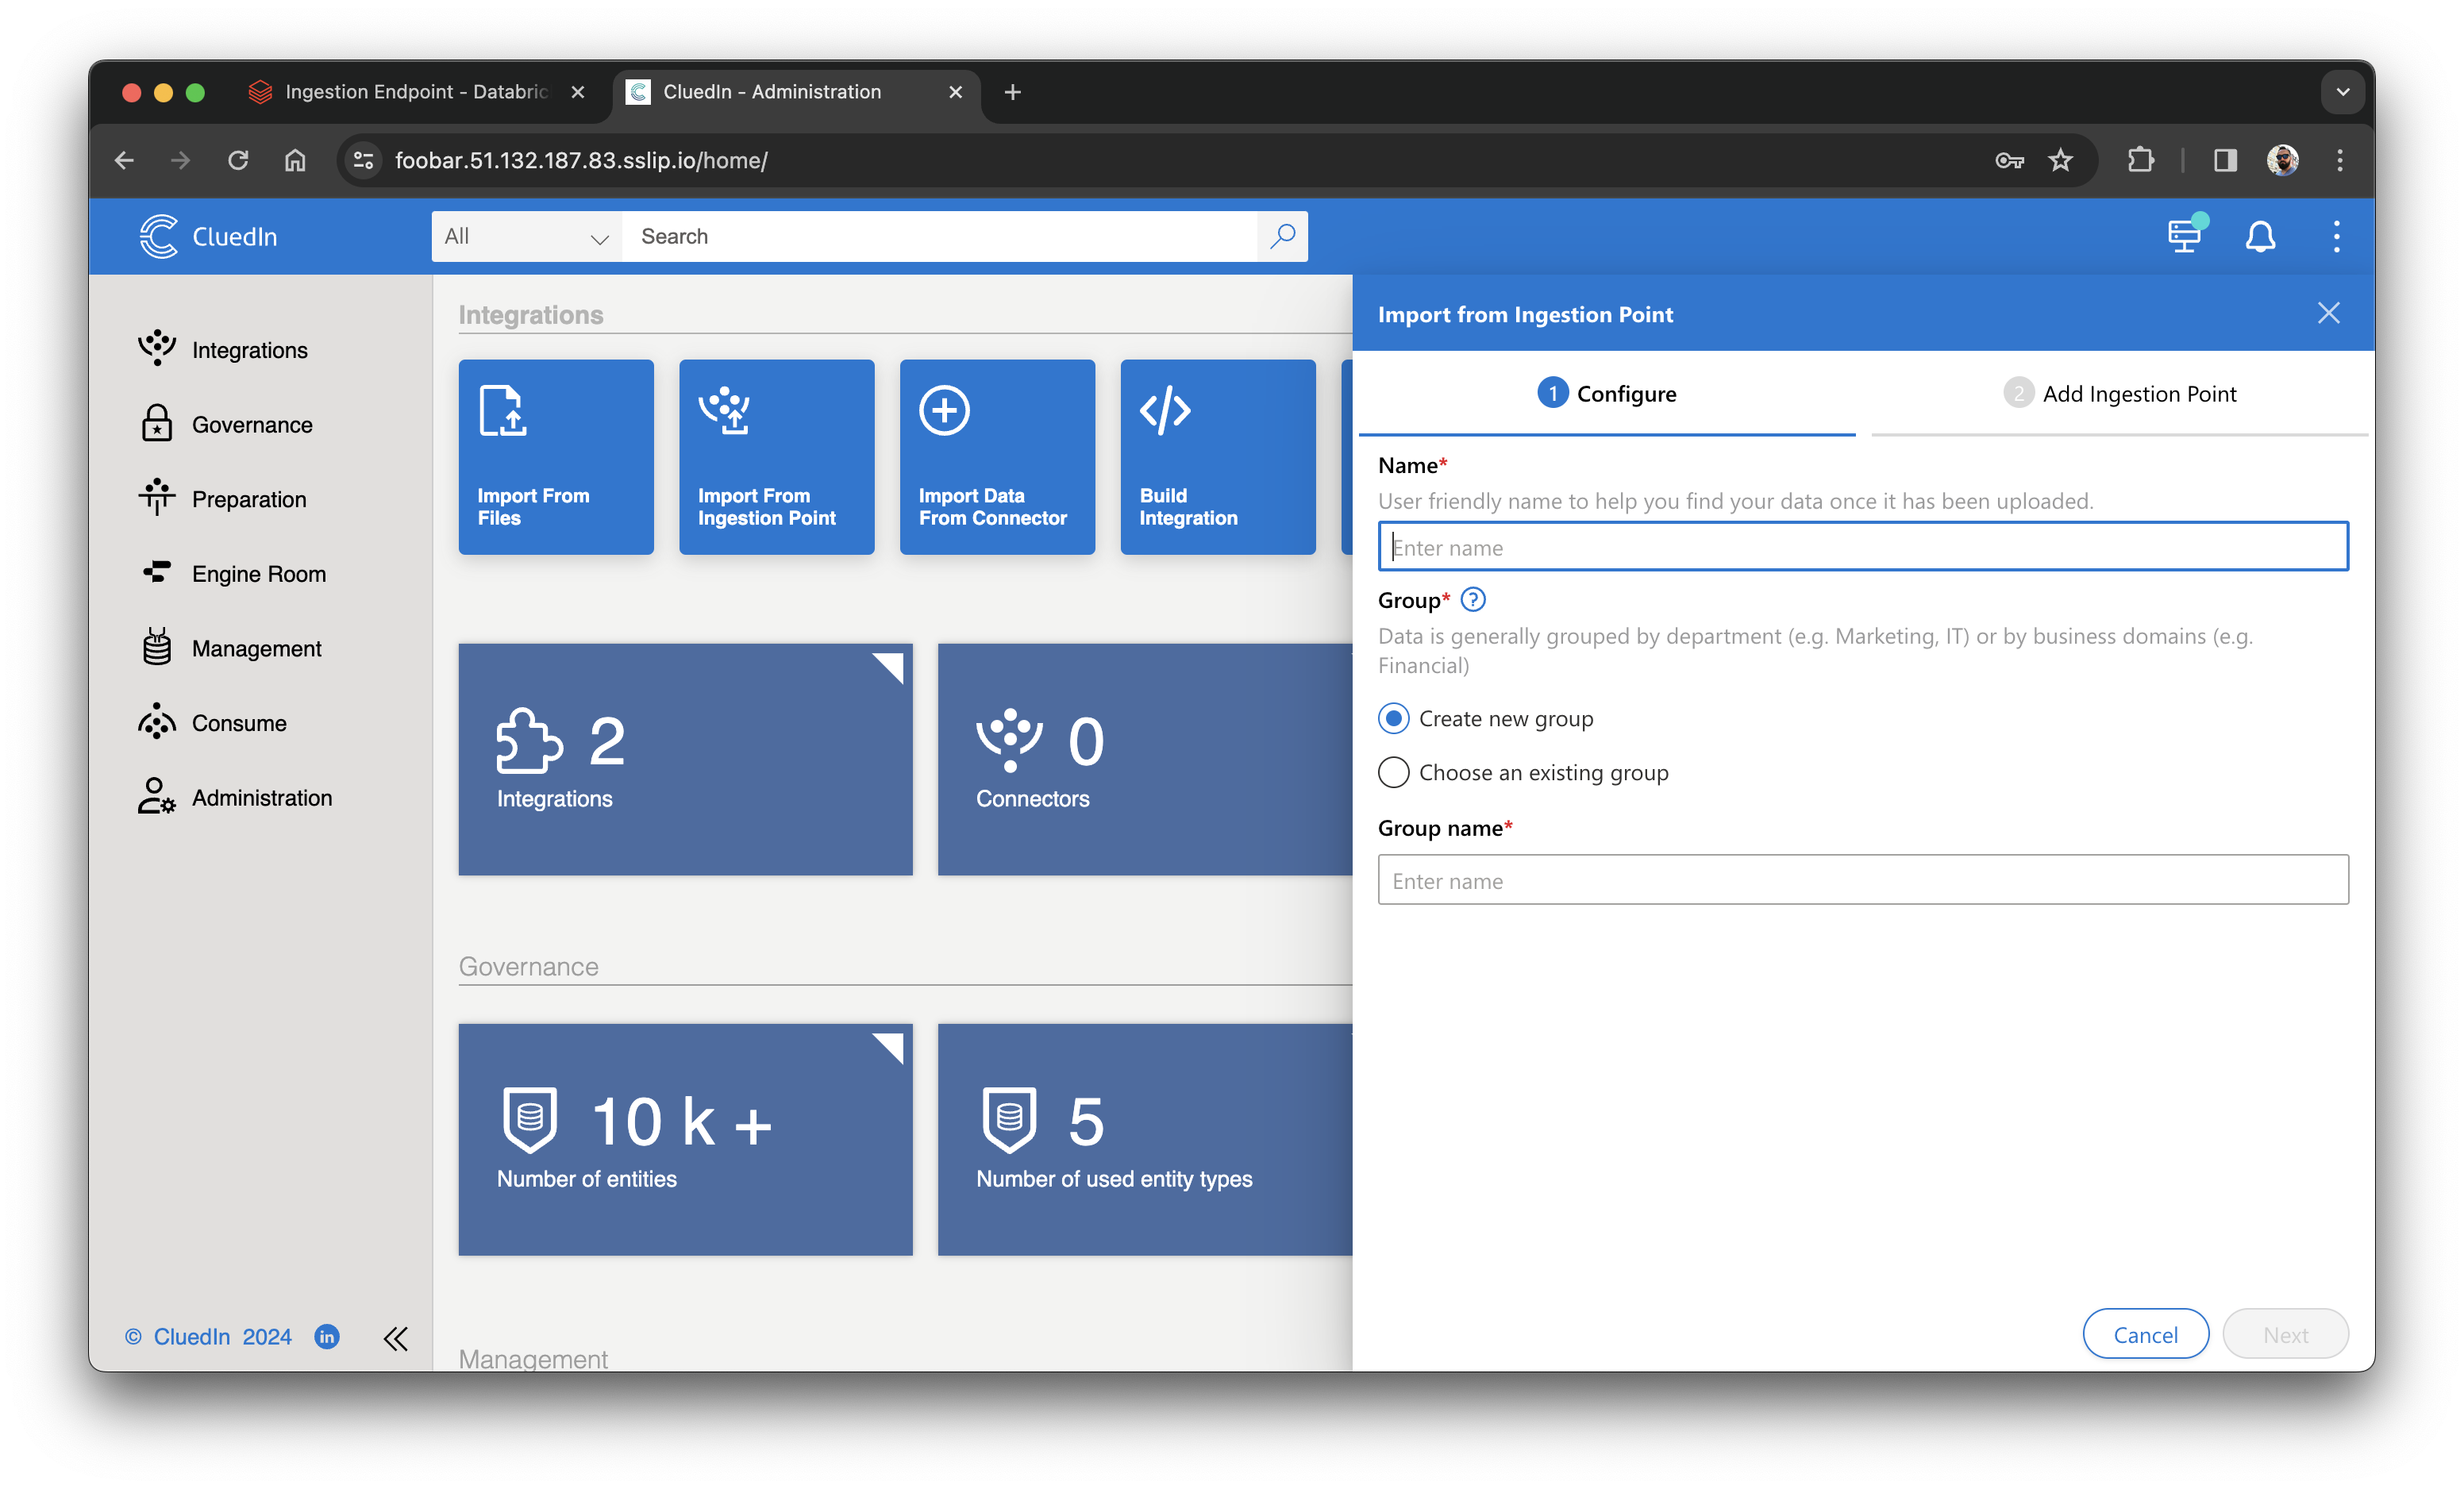 Ingestion Endpoint - Databric
CluedIn - Administration
foobar.51.132.187.83.sslip.io/home/
CluedIn
All
Search
Integrations
Governance
Preparation
Engine Room
Management
Consume
Administration
© CluedIn 2024
in
Integrations
Import From
Files
Import From
Ingestion Point
Import Data
From Connector
Build
Integration
2
Integrations
0
Connectors
Governance
10 k +
Number of entities
5
Number of used entity types
Management
Import from Ingestion Point
1 Configure
2 Add Ingestion Point
Name*
User friendly name to help you find your data once it has been uploaded.
Enter name
Group* ?
Data is generally grouped by department (e.g. Marketing, IT) or by business domains (e.g.
Financial)
Create new group
Choose an existing group
Group name*
Enter name
Cancel
Next